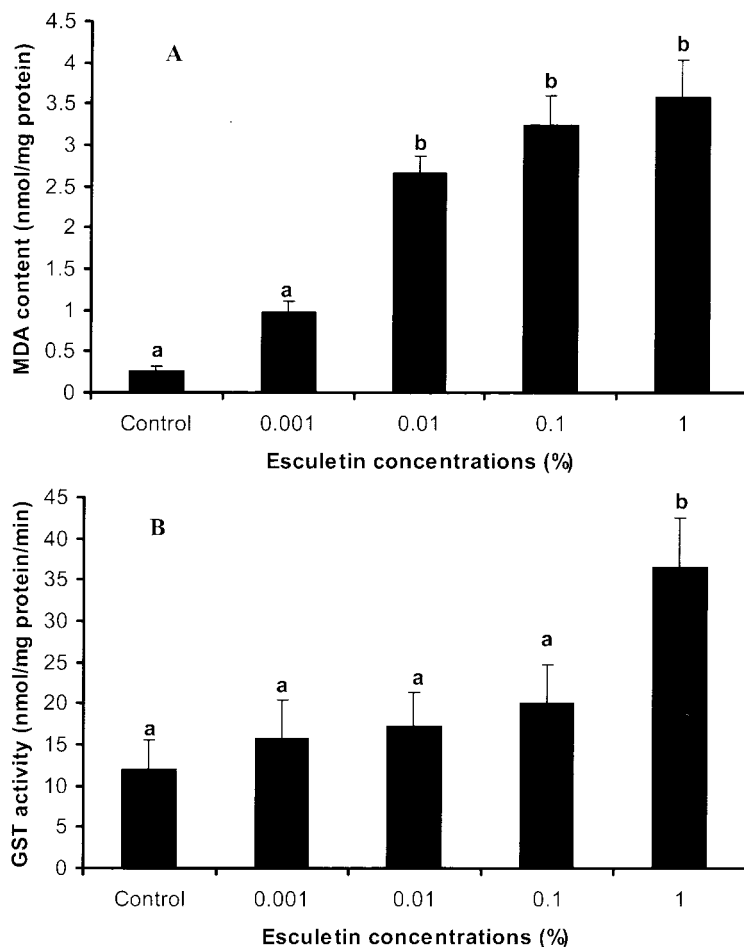 A
MDA content (nmol/mg protein)
4.5
4
3.5
3
2.5
2
1.5
1
0.5
0
a
a
b
b
b
Control 0.001 0.01 0.1 1
Esculetin concentrations (%)
B
GST activity (nmol/mg protein/min)
45
40
35
30
25
20
15
10
5
0
a
a
a
a
b
Control 0.001 0.01 0.1 1
Esculetin concentrations (%)